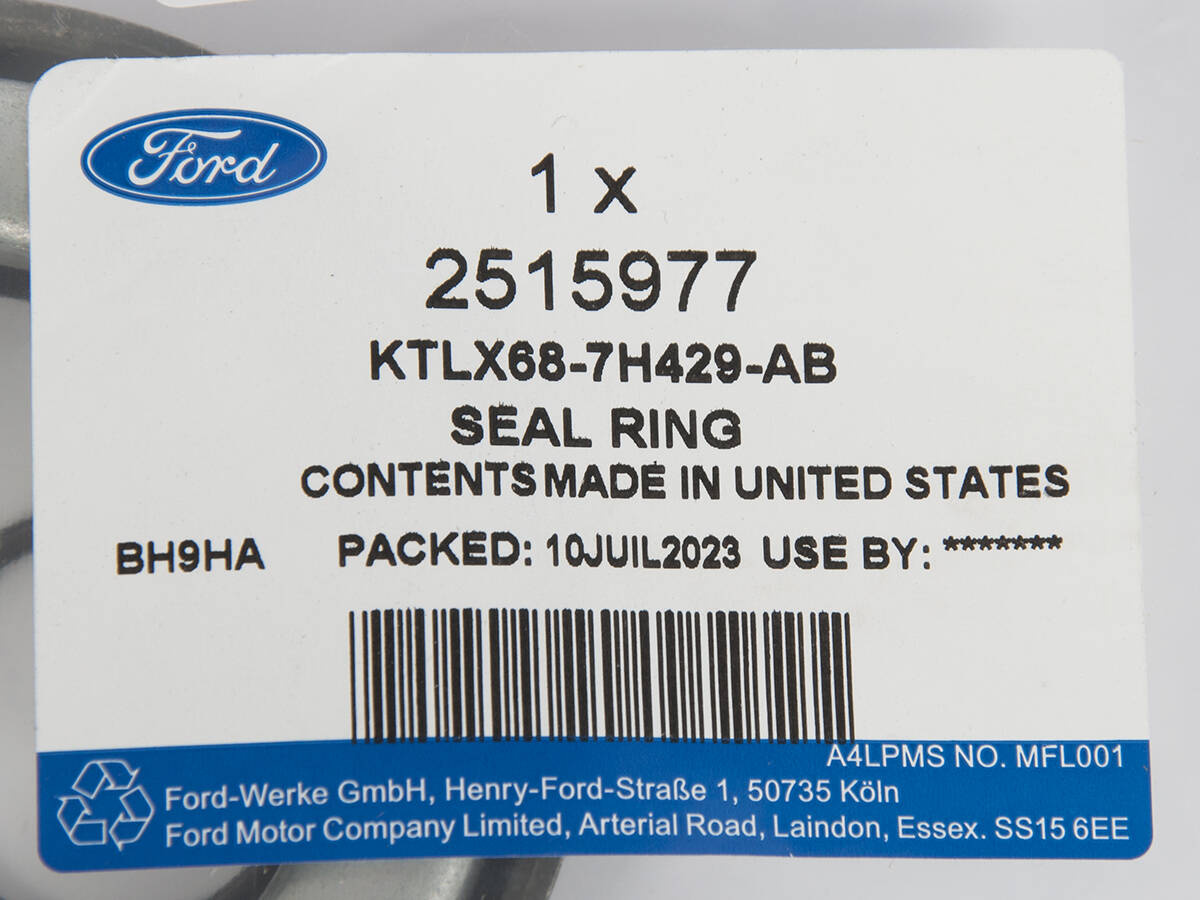 Ford
1 x
2515977
KTLX68-7H429-AB
SEAL RING
CONTENTS MADE IN UNITED STATES
BH9HA PACKED: 10JUIL2023 USE BY: *******
A4LPMS NO. MFL001
Ford-Werke GmbH, Henry-Ford-Straße 1, 50735 Köln
Ford Motor Company Limited, Arterial Road, Laindon, Essex. SS15 6EE